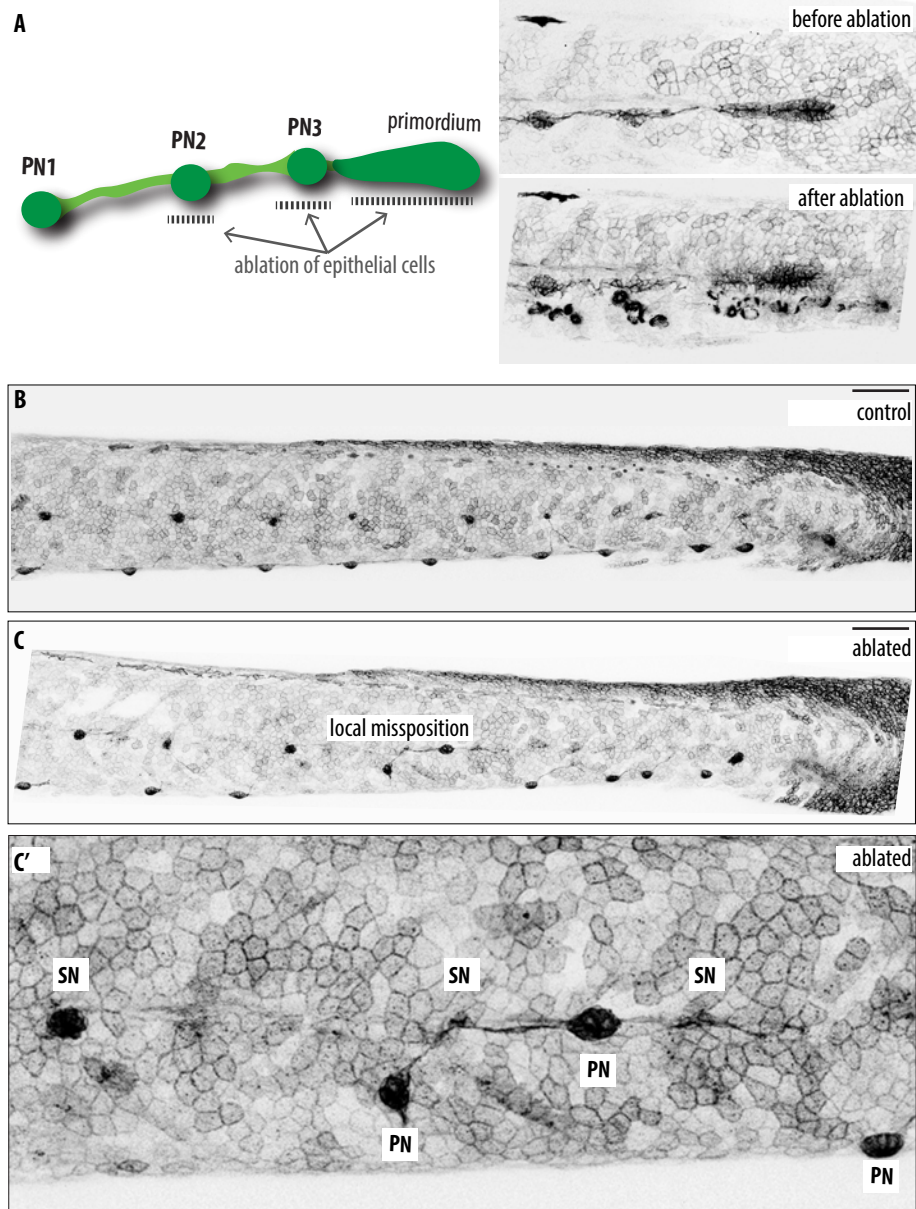 A
PN1
PN2
PN3
primordium
ablation of epithelial cells
before ablation
after ablation
B
control
C
ablated
local missposition
C’
ablated
SN
SN
SN
PN
PN
PN